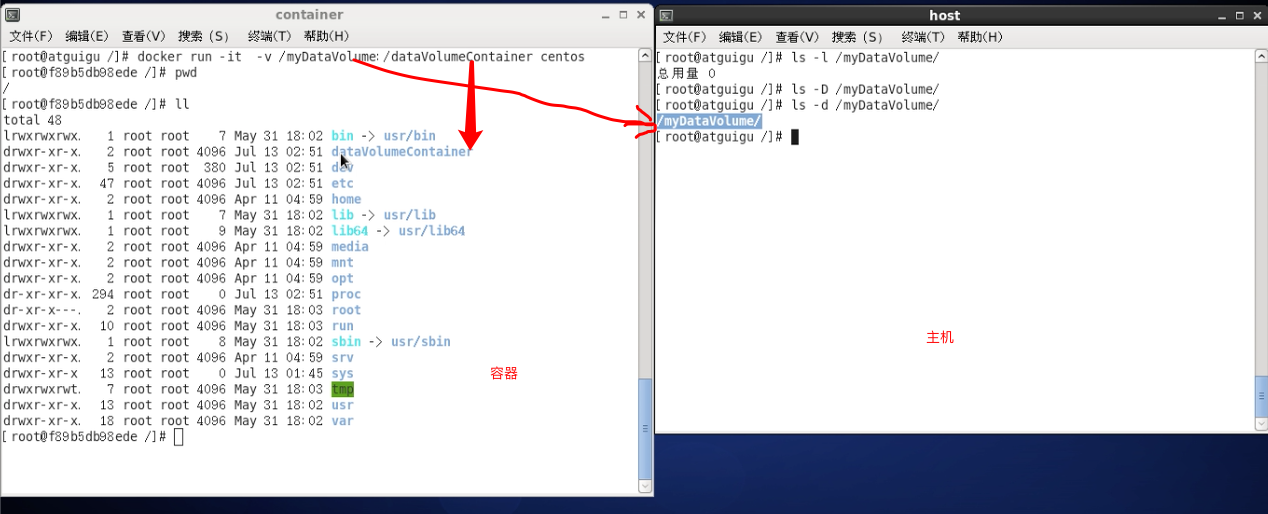 container
文件(F) 编辑(E) 查看(V) 搜索 (S) 终端(T) 帮助(H)
[root@atguigu /]# docker run -it  -v /myDataVolume:/dataVolumeContainer centos
[root@f89b5db98ede /]# pwd
/
[root@f89b5db98ede /]# ll
total 48
lrwxrwxrwx.   1 root root    7 May 31 18:02 bin -> usr/bin
drwxr-xr-x.   2 root root 4096 Jul 13 02:51 dataVolumeContainer
drwxr-xr-x.   5 root root  380 Jul 13 02:51 dev
drwxr-xr-x.  47 root root 4096 Jul 13 02:51 etc
drwxr-xr-x.   2 root root 4096 Apr 11 04:59 home
lrwxrwxrwx.   1 root root    7 May 31 18:02 lib -> usr/lib
lrwxrwxrwx.   1 root root    9 May 31 18:02 lib64 -> usr/lib64
drwxr-xr-x.   2 root root 4096 Apr 11 04:59 media
drwxr-xr-x.   2 root root 4096 Apr 11 04:59 mnt
drwxr-xr-x.   2 root root 4096 Apr 11 04:59 opt
dr-xr-xr-x. 294 root root    0 Jul 13 02:51 proc
dr-xr-x---.   2 root root 4096 May 31 18:03 root
drwxr-xr-x.  10 root root 4096 May 31 18:03 run
lrwxrwxrwx.   1 root root    8 May 31 18:02 sbin -> usr/sbin
drwxr-xr-x.   2 root root 4096 Apr 11 04:59 srv
drwxr-xr-x   13 root root    0 Jul 13 01:45 sys
drwxrwxrwt.   7 root root 4096 May 31 18:03 tmp
drwxr-xr-x.  13 root root 4096 May 31 18:02 usr
drwxr-xr-x.  18 root root 4096 May 31 18:02 var
[root@f89b5db98ede /]#
容器
host
文件(F) 编辑(E) 查看(V) 搜索 (S) 终端(T) 帮助(H)
[root@atguigu /]# ls -l /myDataVolume/
总用量 0
[root@atguigu /]# ls -D /myDataVolume/
[root@atguigu /]# ls -d /myDataVolume/
/myDataVolume/
[root@atguigu /]#
主机